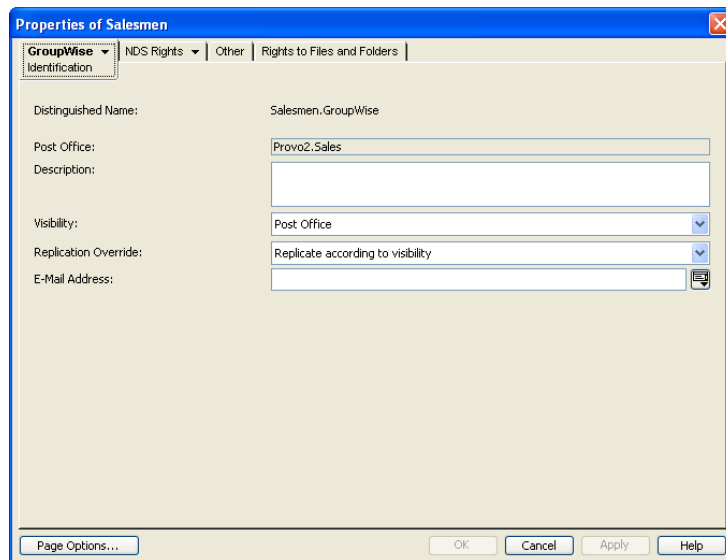 Properties of Salesmen
GroupWise NDS Rights Other Rights to Files and Folders
Identification
Distinguished Name: Salesmen.GroupWise
Post Office: Provo2.Sales
Description:
Visibility: Post Office
Replication Override: Replicate according to visibility
E-Mail Address:
Page Options... OK Cancel Apply Help